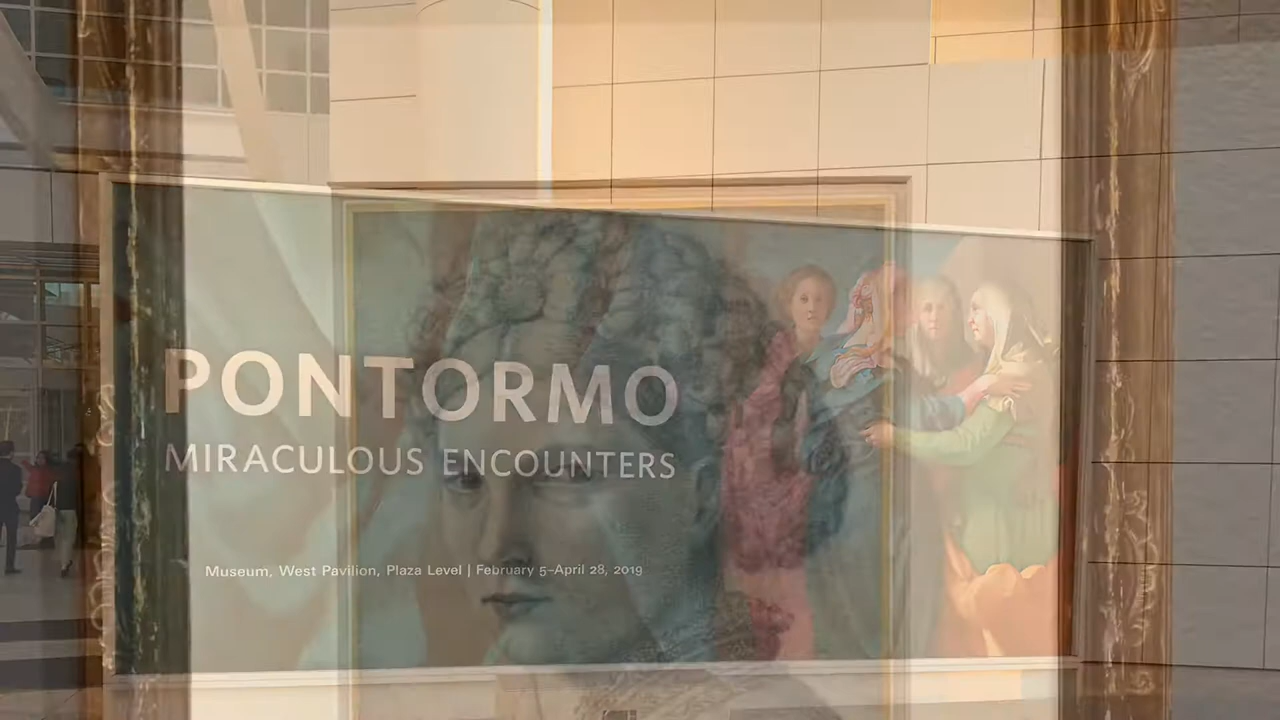 PONTORMO
MIRACULOUS ENCOUNTERS
Museum, West Pavilion, Plaza Level | February 5–April 28, 2019